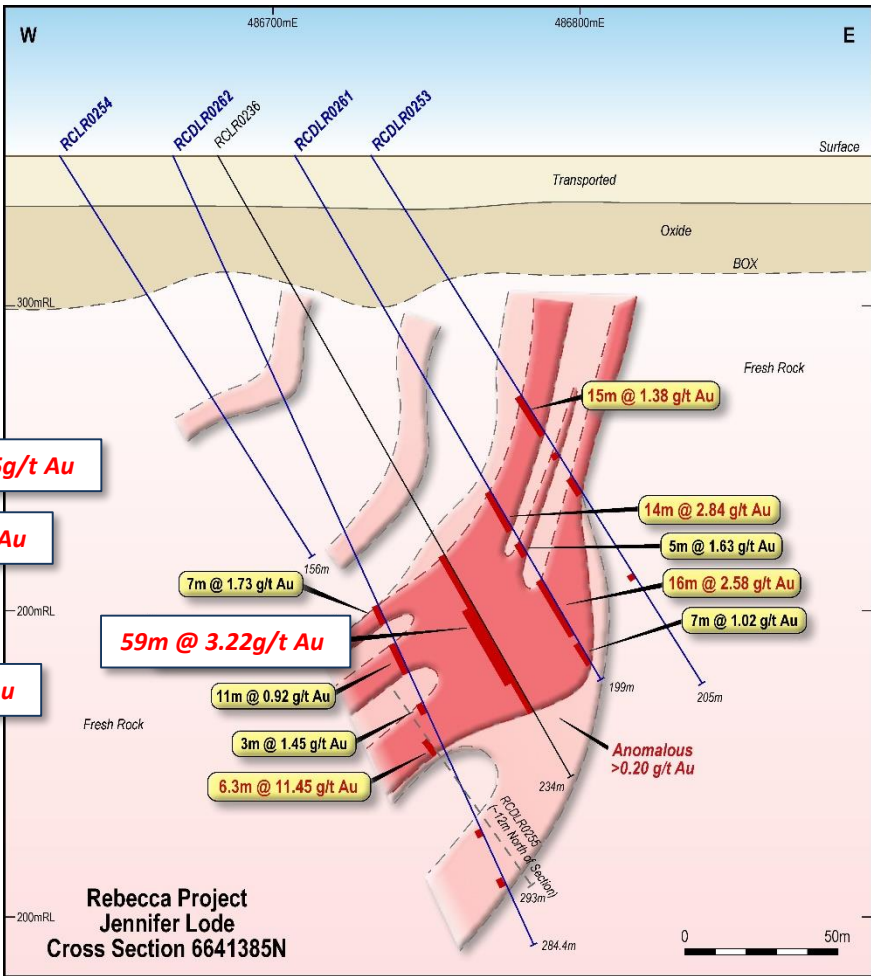 486700mE
486800mE
W
E
RCLR0254
RCDLR0262
RCLR0236
RCDLR0261
RCDLR0253
Surface
Transported
Oxide
BOX
300mRL
Fresh Rock
15m @ 1.38 g/t Au
g/t Au
14m @ 2.84 g/t Au
Au
5m @ 1.63 g/t Au
156m
7m @ 1.73 g/t Au
16m @ 2.58 g/t Au
200mRL
7m @ 1.02 g/t Au
59m @ 3.22g/t Au
199m
205m
11m @ 0.92 g/t Au
Fresh Rock
3m @ 1.45 g/t Au
Anomalous
>0.20 g/t Au
6.3m @ 11.45 g/t Au
234m
RCDLR0255
(~12m North of Section)
293m
Rebecca Project
Jennifer Lode
Cross Section 6641385N
200mRL
284.4m
0
50m